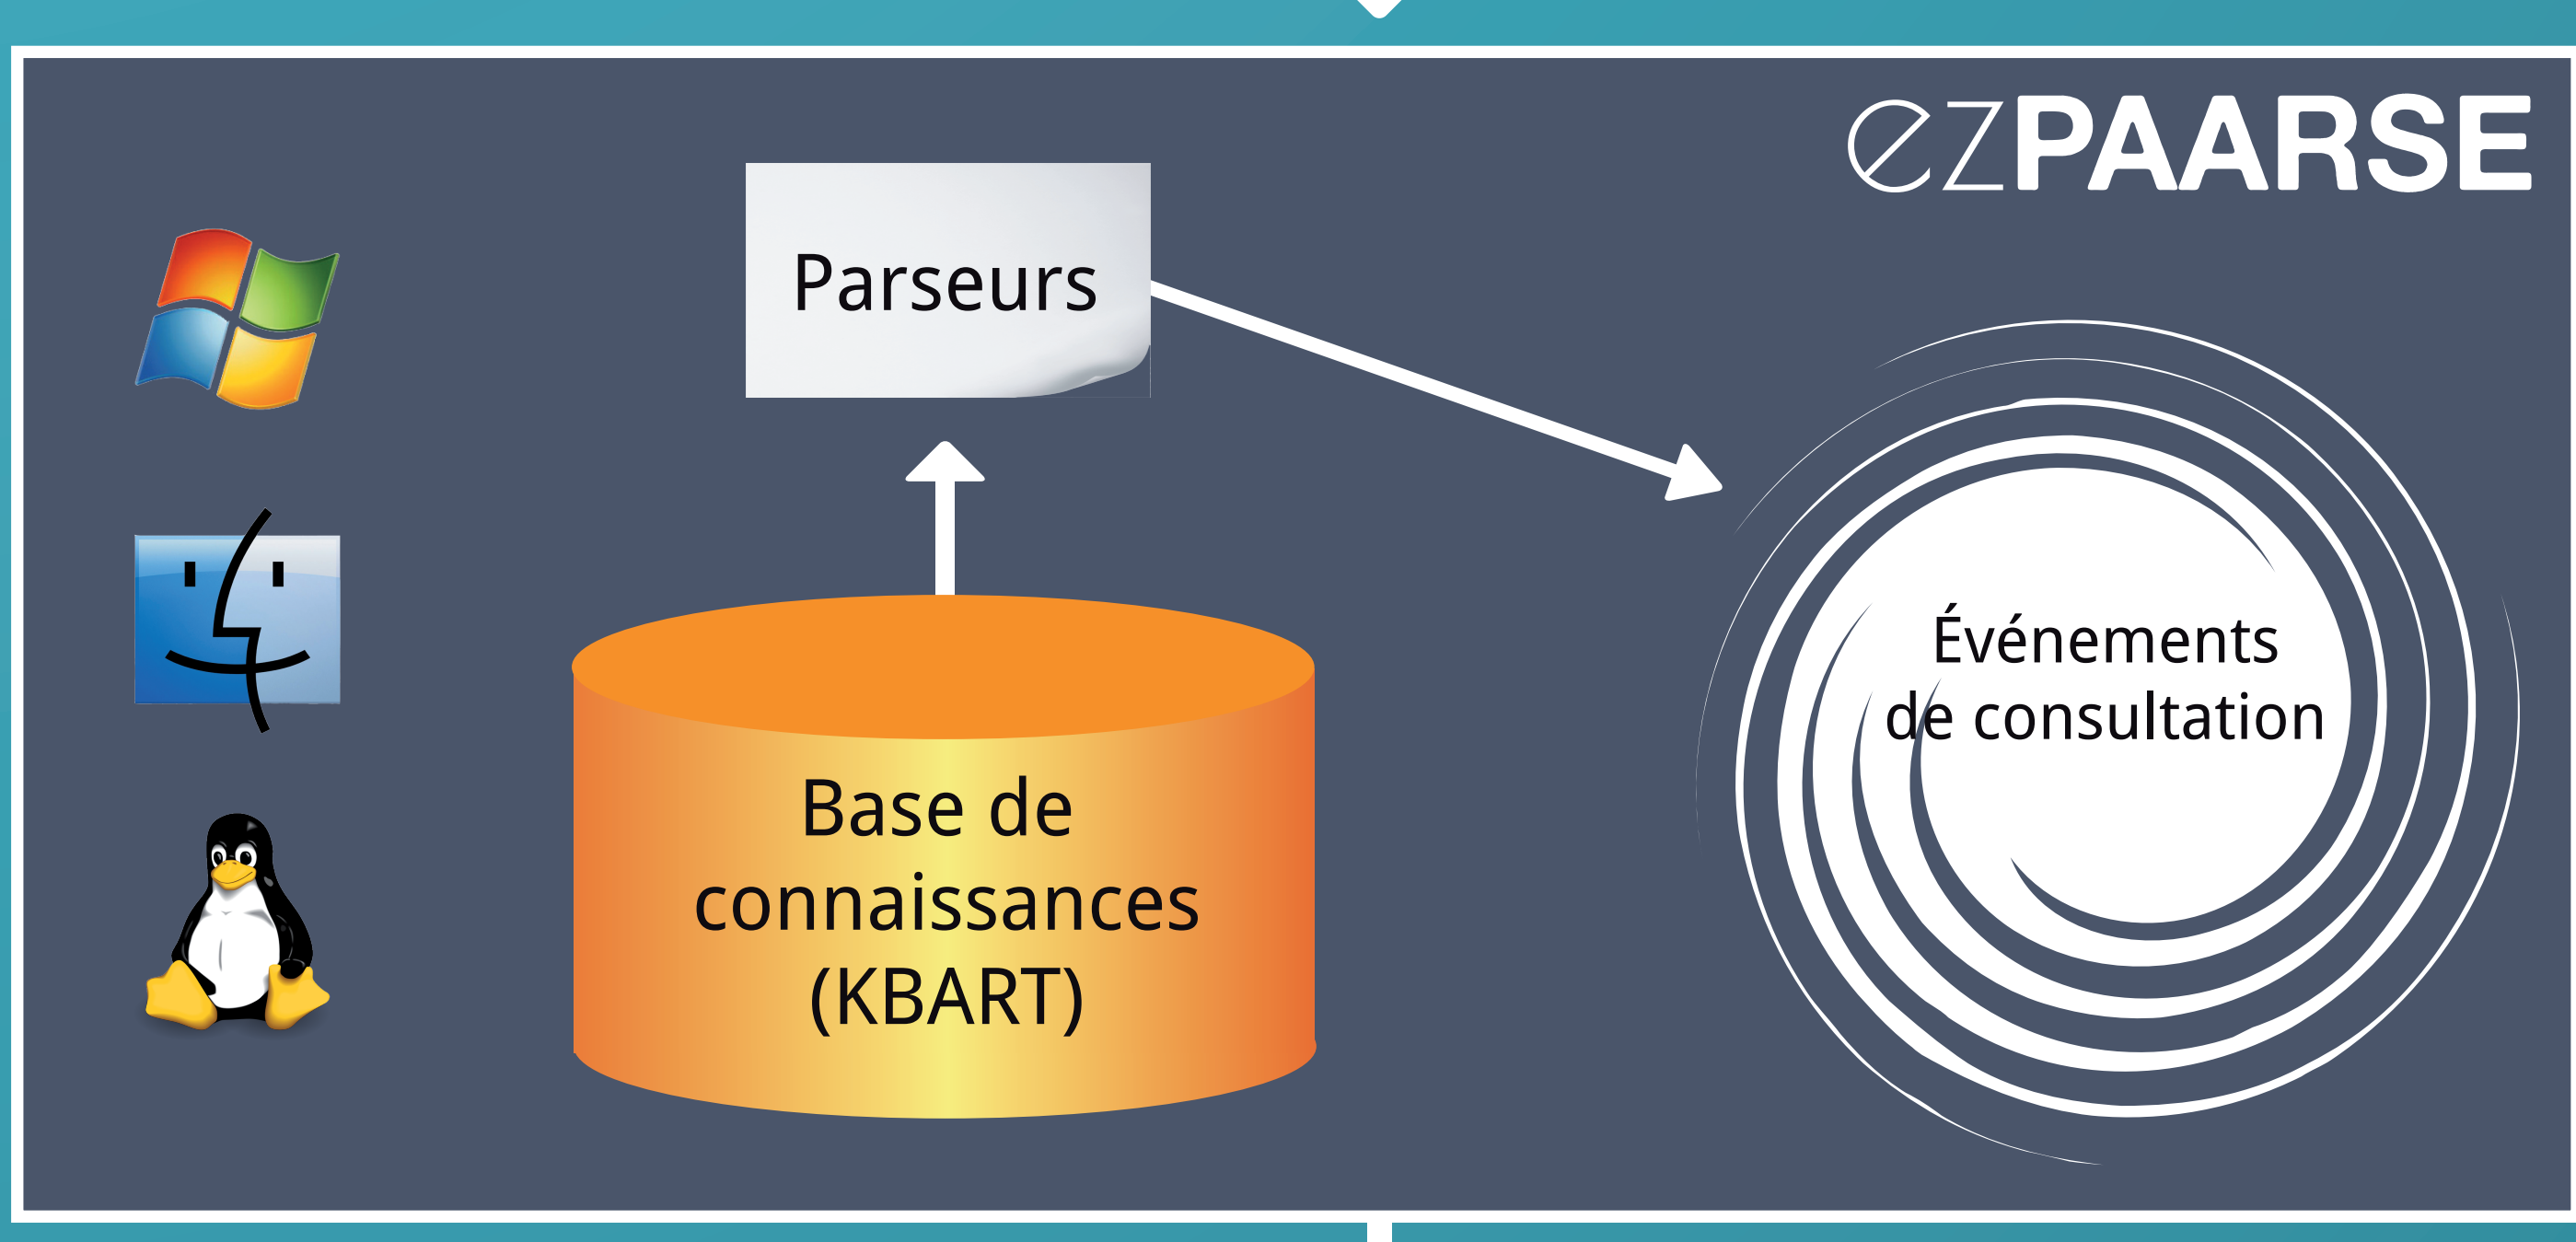 ezPAARSE
Parseurs
Événements
de consultation
Base de
connaissances
(KBART)